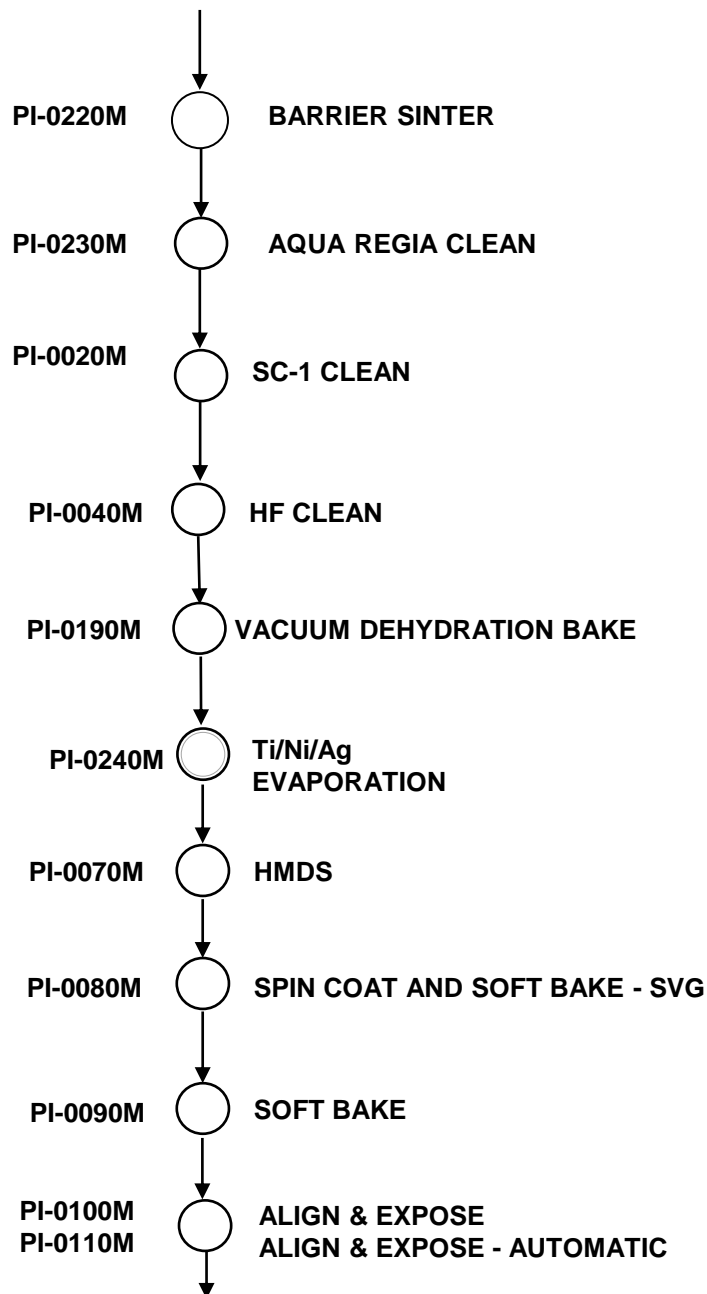 PI-0220M BARRIER SINTER
PI-0230M AQUA REGIA CLEAN
PI-0020M SC-1 CLEAN
PI-0040M HF CLEAN
PI-0190M VACUUM DEHYDRATION BAKE
PI-0240M Ti/Ni/Ag
EVAPORATION
PI-0070M HMDS
PI-0080M SPIN COAT AND SOFT BAKE - SVG
PI-0090M SOFT BAKE
PI-0100M ALIGN & EXPOSE
PI-0110M ALIGN & EXPOSE - AUTOMATIC